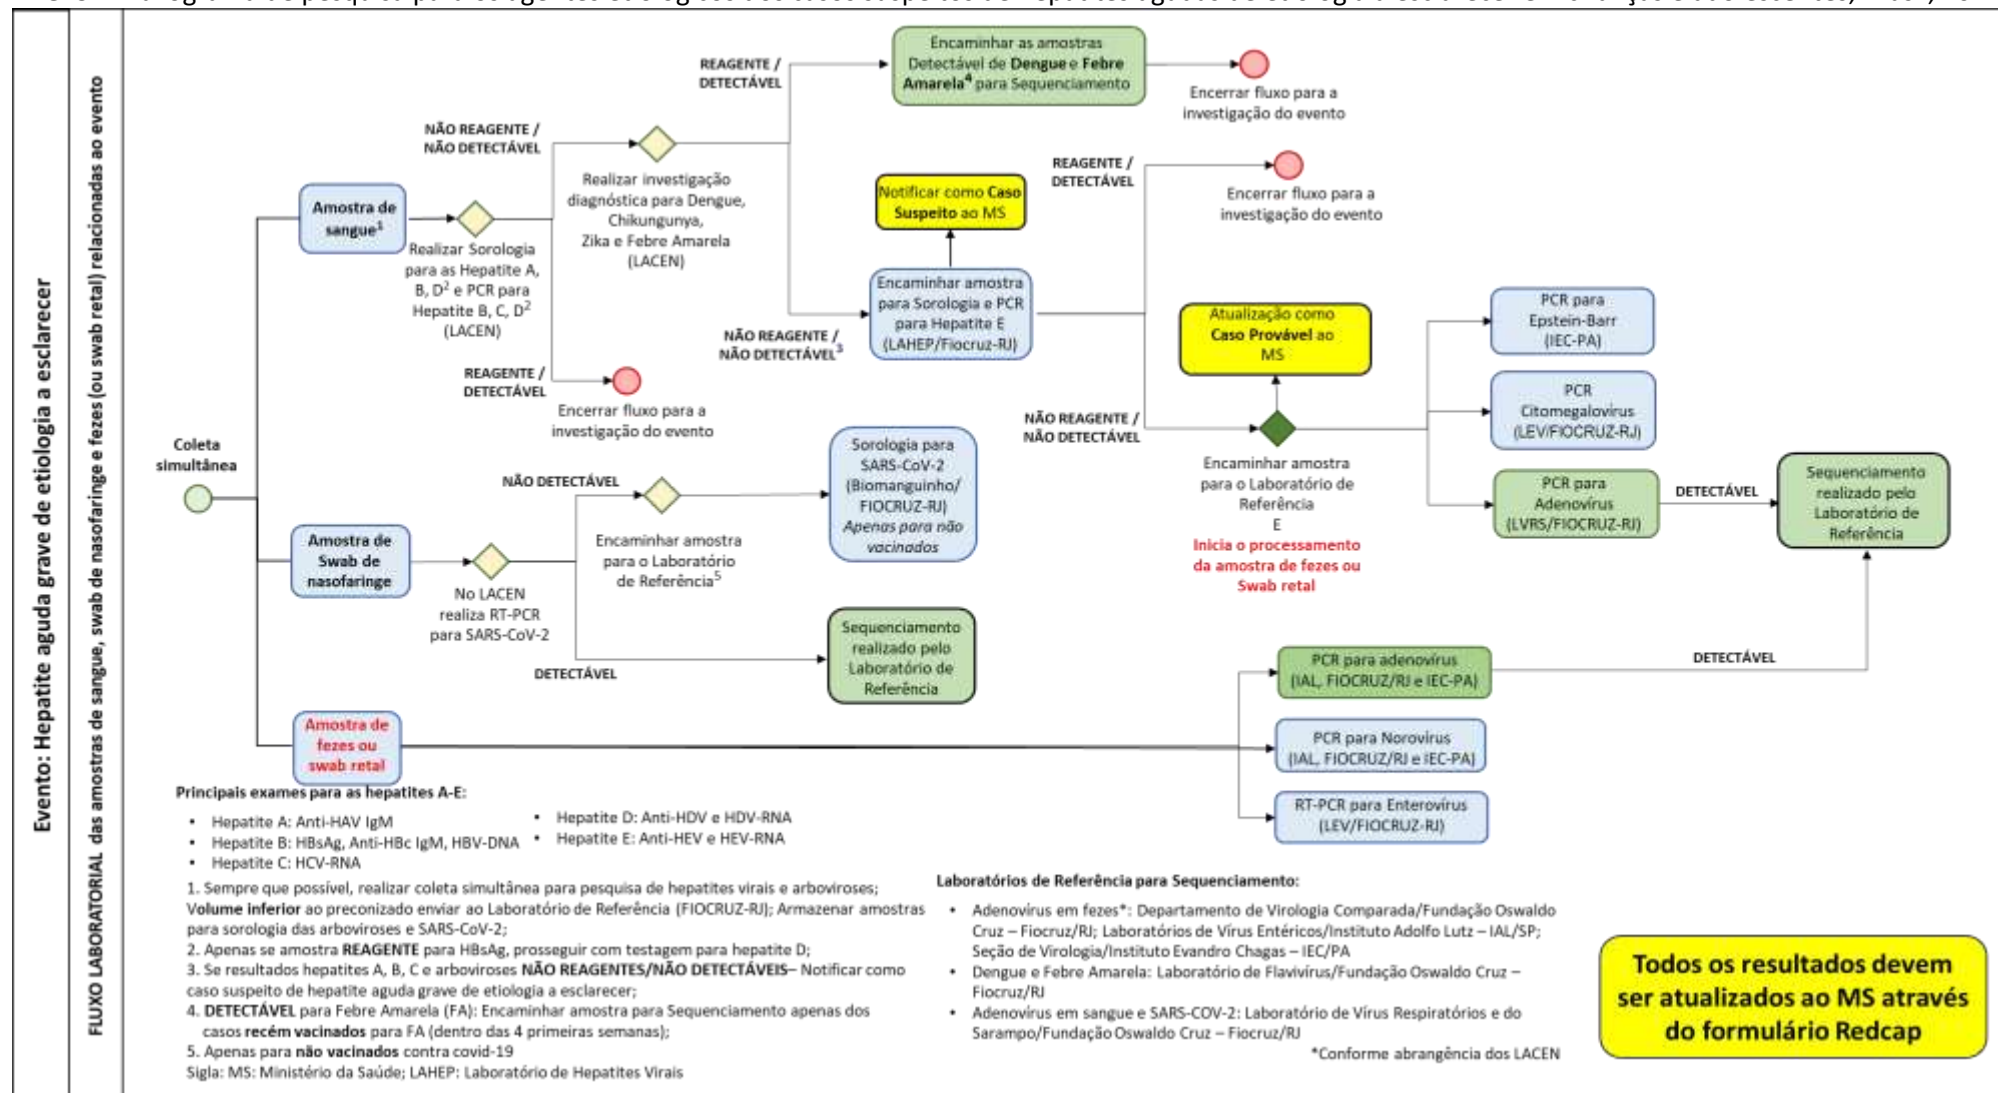 Evento: Hepatite aguda grave de etiologia a esclarecer
FLUXO LABORATORIAL das amostras de sangue, swab de nasofaringe e fezes (ou swab retal) relacionadas ao evento
Coleta
simultânea
Amostra de
sangue1
Realizar Sorologia
para as Hepatite A,
B, D2 e PCR para
Hepatite B, C, D2
(LACEN)
NÃO REAGENTE /
NÃO DETECTÁVEL
REAGENTE /
DETECTÁVEL
Encerrar fluxo para a
investigação do evento
Realizar investigação
diagnóstica para Dengue,
Chikungunya,
Zika e Febre Amarela
(LACEN)
REAGENTE /
DETECTÁVEL
Encaminhar as amostras
Detectável de Dengue e Febre
Amarela4 para Sequenciamento
Encerrar fluxo para a
investigação do evento
NÃO REAGENTE /
NÃO DETECTÁVEL3
Notificar como Caso
Suspeito ao MS
Encaminhar amostra
para Sorologia e PCR
para Hepatite E
(LAHEP/Fiocruz-RJ)
REAGENTE /
DETECTÁVEL
Encerrar fluxo para a
investigação do evento
NÃO REAGENTE /
NÃO DETECTÁVEL
Atualização como
Caso Provável ao
MS
Encaminhar amostra
para o Laboratório de
Referência
E
Inicia o processamento
da amostra de fezes ou
Swab retal
PCR para
Epstein-Barr
(IEC-PA)
PCR
Citomegalovírus
(LEV/FIOCRUZ-RJ)
PCR para
Adenovírus
(LVRS/FIOCRUZ-RJ)
DETECTÁVEL
Sequenciamento
realizado pelo
Laboratório de
Referência
Amostra de
Swab de
nasofaringe
No LACEN
realiza RT-PCR
para SARS-CoV-2
NÃO DETECTÁVEL
Encaminhar amostra
para o Laboratório
de Referência5
Sorologia para
SARS-CoV-2
(Biomanguinho/
FIOCRUZ-RJ)
Apenas para não
vacinados
DETECTÁVEL
Sequenciamento
realizado pelo
Laboratório de
Referência
Amostra de
fezes ou
swab retal
PCR para adenovírus
(IAL, FIOCRUZ/RJ e IEC-PA)
DETECTÁVEL
PCR para Norovírus
(IAL, FIOCRUZ/RJ e IEC-PA)
RT-PCR para Enterovírus
(LEV/FIOCRUZ-RJ)
Principais exames para as hepatites A-E:
• Hepatite A: Anti-HAV IgM
• Hepatite B: HBsAg, Anti-HBc IgM, HBV-DNA
• Hepatite C: HCV-RNA
• Hepatite D: Anti-HDV e HDV-RNA
• Hepatite E: Anti-HEV e HEV-RNA
1. Sempre que possível, realizar coleta simultânea para pesquisa de hepatites virais e arboviroses;
Volume inferior ao preconizado enviar ao Laboratório de Referência (FIOCRUZ-RJ); Armazenar amostras
para sorologia das arboviroses e SARS-CoV-2;
2. Apenas se amostra REAGENTE para HBsAg, prosseguir com testagem para hepatite D;
3. Se resultados hepatites A, B, C e arboviroses NÃO REAGENTES/NÃO DETECTÁVEIS– Notificar como
caso suspeito de hepatite aguda grave de etiologia a esclarecer;
4. DETECTÁVEL para Febre Amarela (FA): Encaminhar amostra para Sequenciamento apenas dos
casos recém vacinados para FA (dentro das 4 primeiras semanas);
5. Apenas para não vacinados contra covid-19
Sigla: MS: Ministério da Saúde; LAHEP: Laboratório de Hepatites Virais
Laboratórios de Referência para Sequenciamento:
• Adenovírus em fezes*: Departamento de Virologia Comparada/Fundação Oswaldo
Cruz – Fiocruz/RJ; Laboratórios de Vírus Entéricos/Instituto Adolfo Lutz – IAL/SP;
Seção de Virologia/Instituto Evandro Chagas – IEC/PA
• Dengue e Febre Amarela: Laboratório de Flavivírus/Fundação Oswaldo Cruz –
Fiocruz/RJ
• Adenovírus em sangue e SARS-COV-2: Laboratório de Vírus Respiratórios e do
Sarampo/Fundação Oswaldo Cruz – Fiocruz/RJ
*Conforme abrangência dos LACEN
Todos os resultados devem
ser atualizados ao MS através
do formulário Redcap